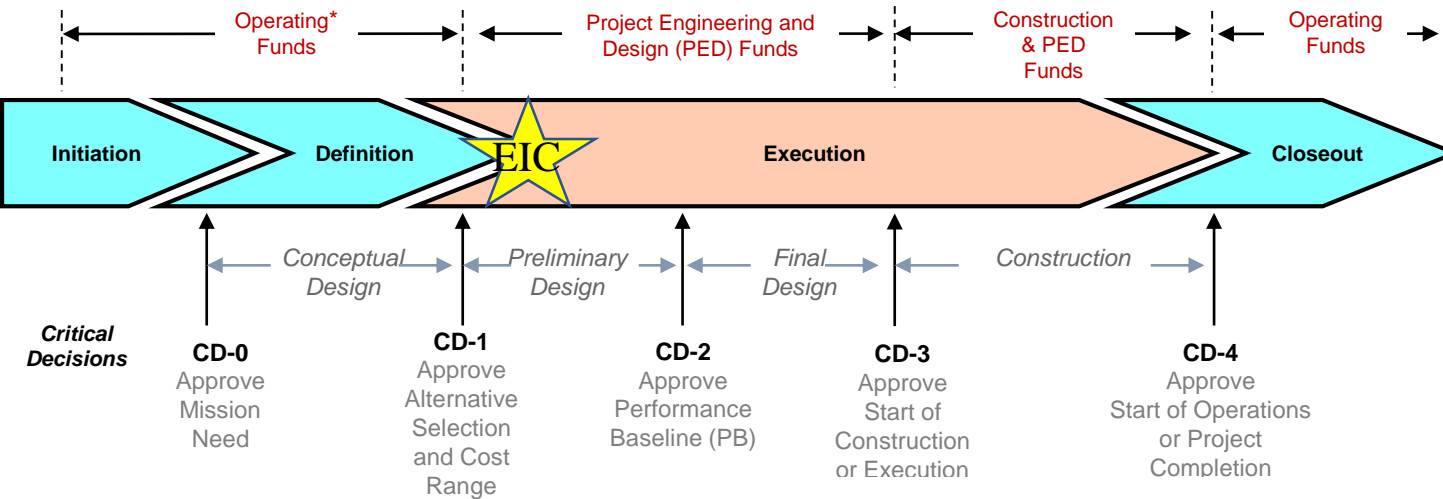 Operating*
Funds
Project Engineering and
Design (PED) Funds
Construction
& PED
Funds
Operating
Funds
Initiation
Definition
EIC
Execution
Closeout
Conceptual
Design
Preliminary
Design
Final
Design
Construction
Critical
Decisions
CD-0
Approve
Mission
Need
CD-1
Approve
Alternative
Selection
and Cost
Range
CD-2
Approve
Performance
Baseline (PB)
CD-3
Approve
Start of
Construction
or Execution
CD-4
Approve
Start of Operations
or Project
Completion